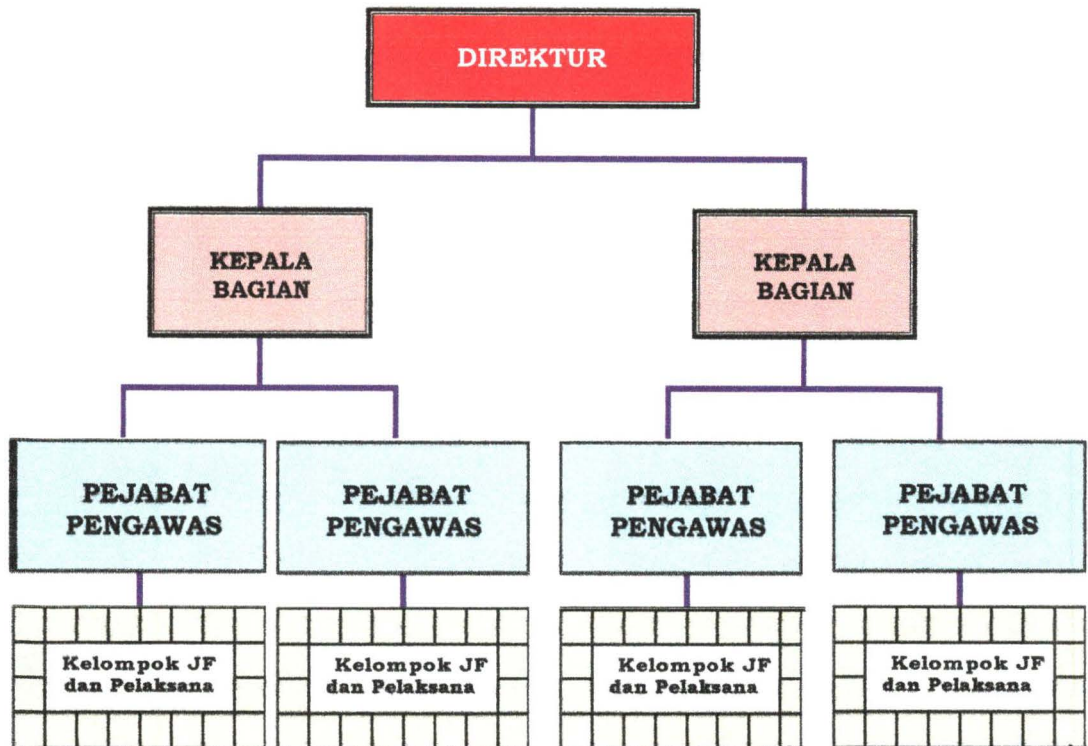 DIREKTUR
KEPALA
BAGIAN
KEPALA
BAGIAN
PEJABAT
PENGAWAS
PEJABAT
PENGAWAS
PEJABAT
PENGAWAS
PEJABAT
PENGAWAS
Kelompok JF
dan Pelaksana
Kelompok JF
dan Pelaksana
Kelompok JF
dan Pelaksana
Kelompok JF
dan Pelaksana